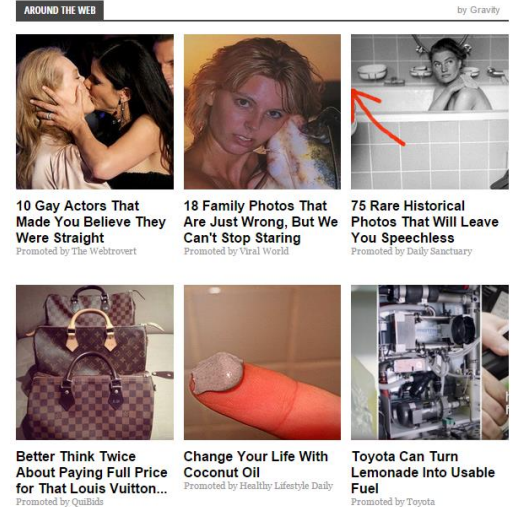 AROUND THE WEB
by Gravity
10 Gay Actors That
Made You Believe They
Were Straight
Promoted by The Webtrovert
18 Family Photos That
Are Just Wrong, But We
Can't Stop Staring
Promoted by Viral World
75 Rare Historical
Photos That Will Leave
You Speechless
Promoted by Daily Sanctuary
Better Think Twice
About Paying Full Price
for That Louis Vuitton...
Promoted by QuiBids
Change Your Life With
Coconut Oil
Promoted by Healthy Lifestyle Daily
Toyota Can Turn
Lemonade Into Usable
Fuel
Promoted by Toyota